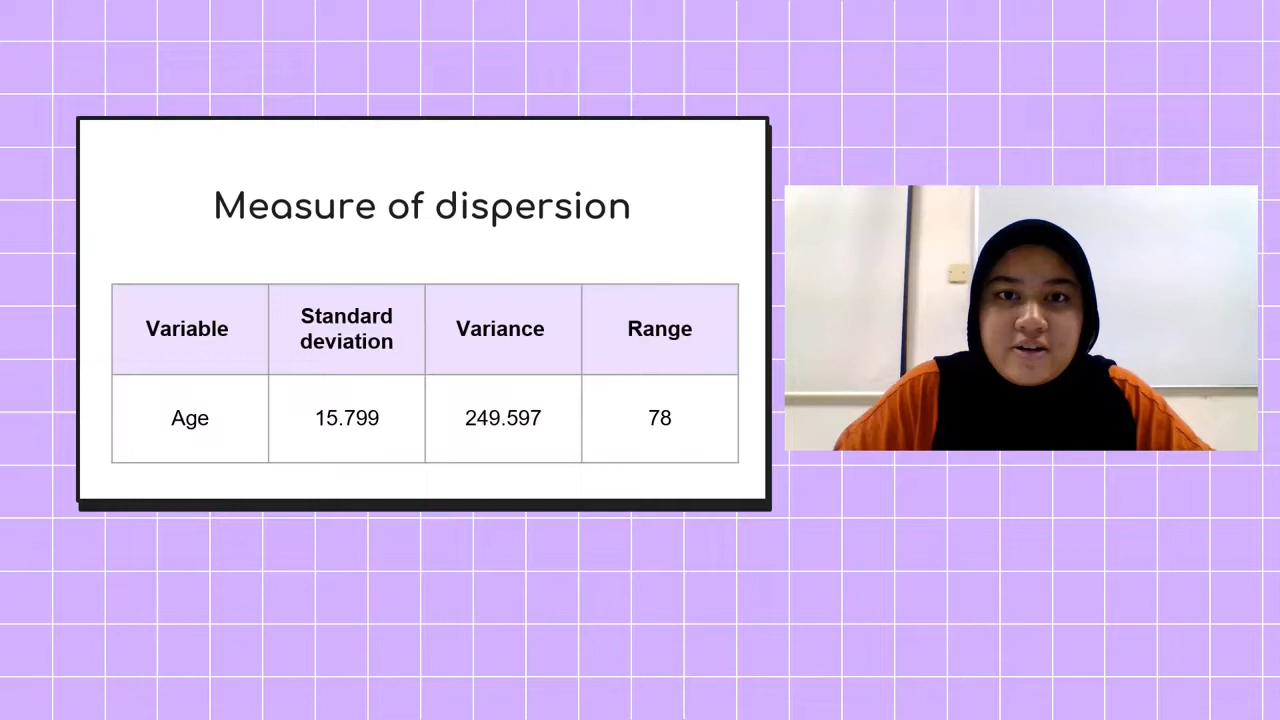 Measure of dispersion
Variable
Standard
deviation
Variance
Range
Age
15.799
249.597
78